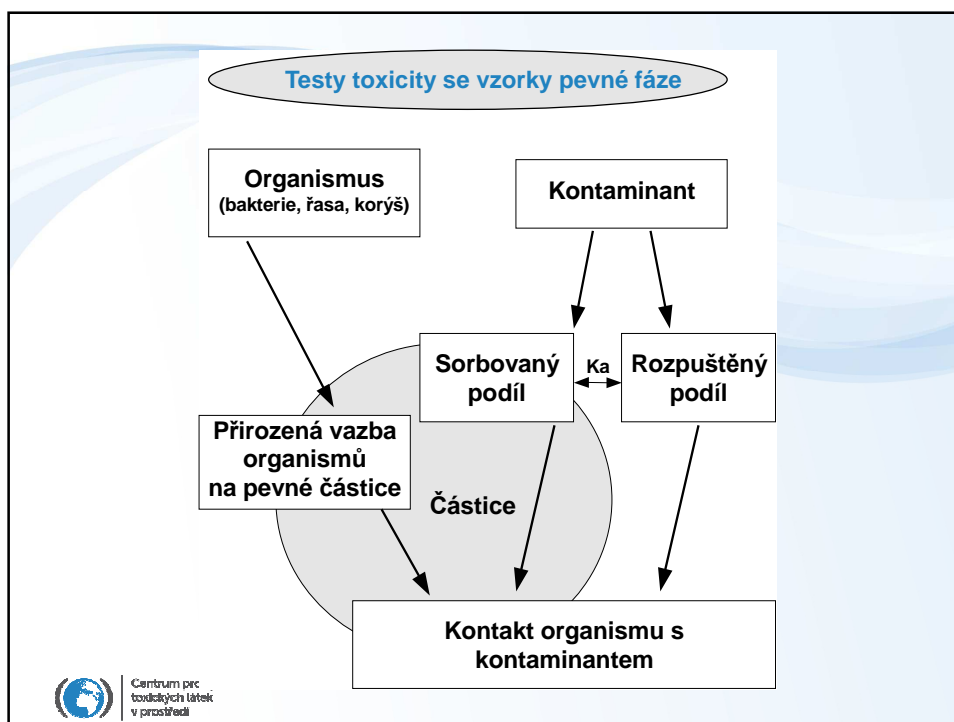 Testy toxicity se vzorky pevné fáze
Organismus
(bakterie, řasa, korýš)
Kontaminant
Sorbovaný
podíl
Ka
Rozpuštěný
podíl
Přirozená vazba
organismů
na pevné částice
Částice
Kontakt organismu s
kontaminantem
Centrum pro
toxických látek
v prostředí